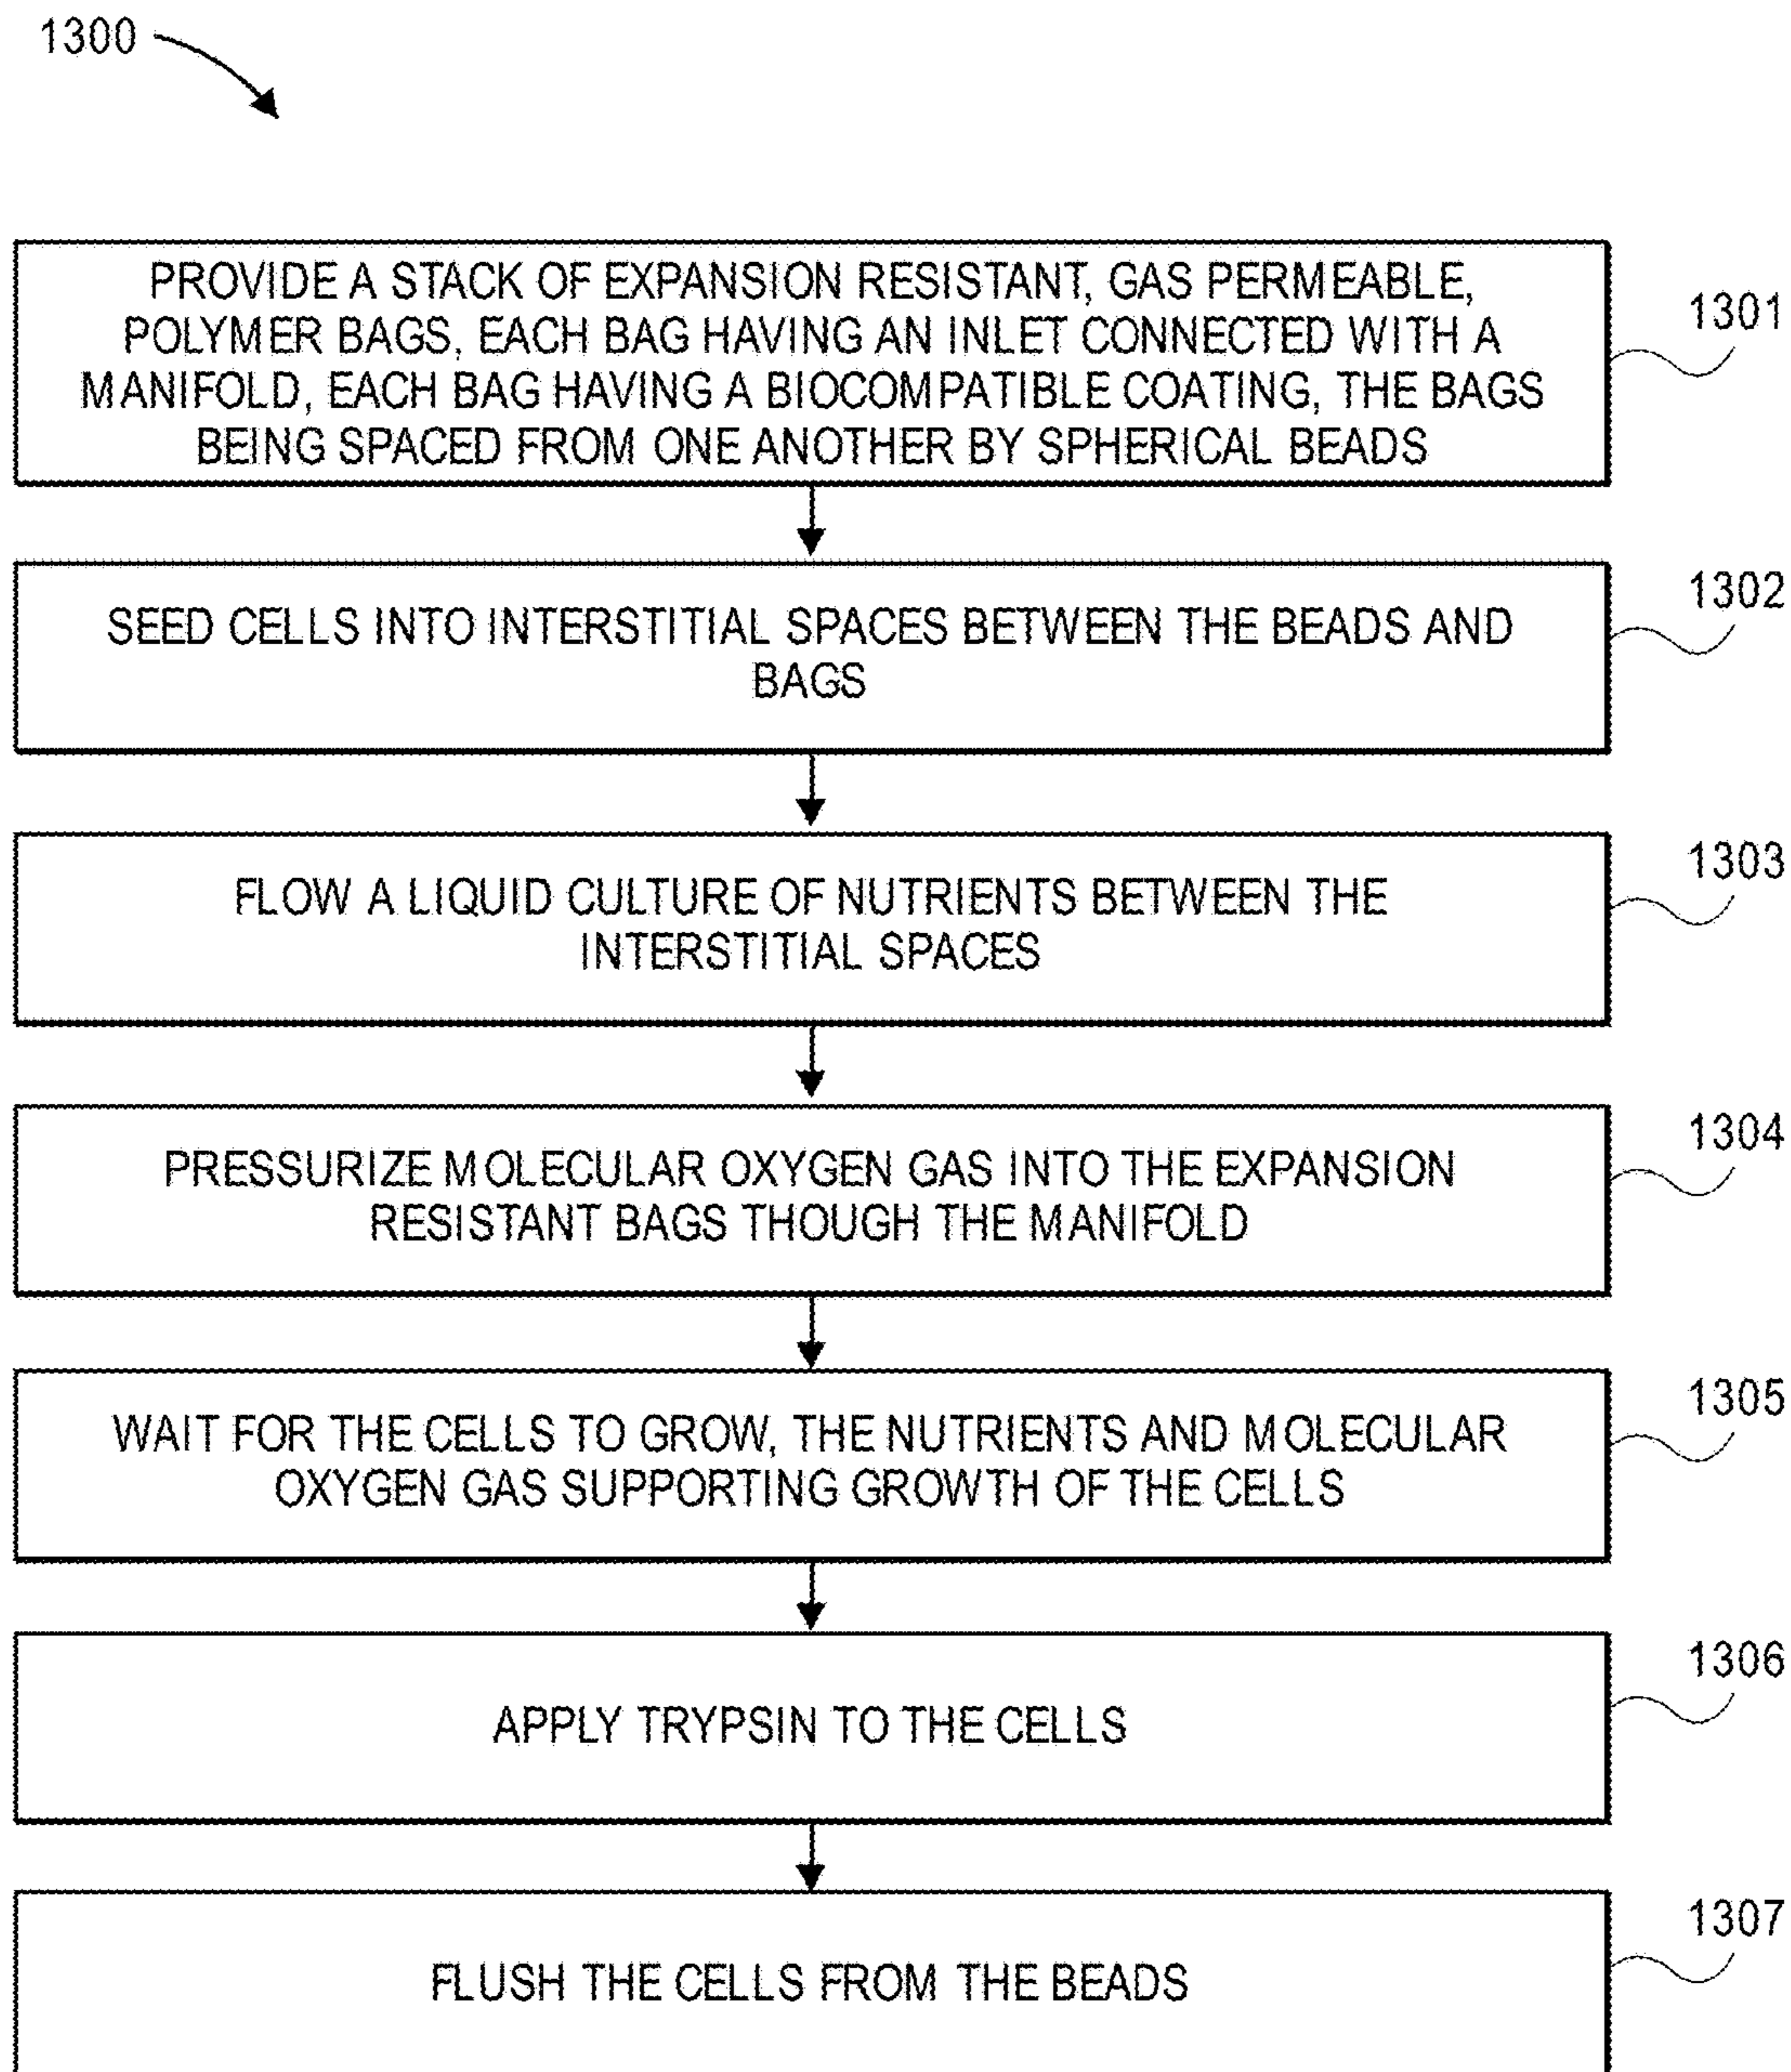 1300
PROVIDE A STACK OF EXPANSION RESISTANT, GAS PERMEABLE,
POLYMER BAGS, EACH BAG HAVING AN INLET CONNECTED WITH A
MANIFOLD, EACH BAG HAVING A BIOCOMPATIBLE COATING, THE BAGS
BEING SPACED FROM ONE ANOTHER BY SPHERICAL BEADS
1301
SEED CELLS INTO INTERSTITIAL SPACES BETWEEN THE BEADS AND
BAGS
1302
FLOW A LIQUID CULTURE OF NUTRIENTS BETWEEN THE
INTERSTITIAL SPACES
1303
PRESSURIZE MOLECULAR OXYGEN GAS INTO THE EXPANSION
RESISTANT BAGS THOUGH THE MANIFOLD
1304
WAIT FOR THE CELLS TO GROW, THE NUTRIENTS AND MOLECULAR
OXYGEN GAS SUPPORTING GROWTH OF THE CELLS
1305
APPLY TRYPSIN TO THE CELLS
1306
FLUSH THE CELLS FROM THE BEADS
1307